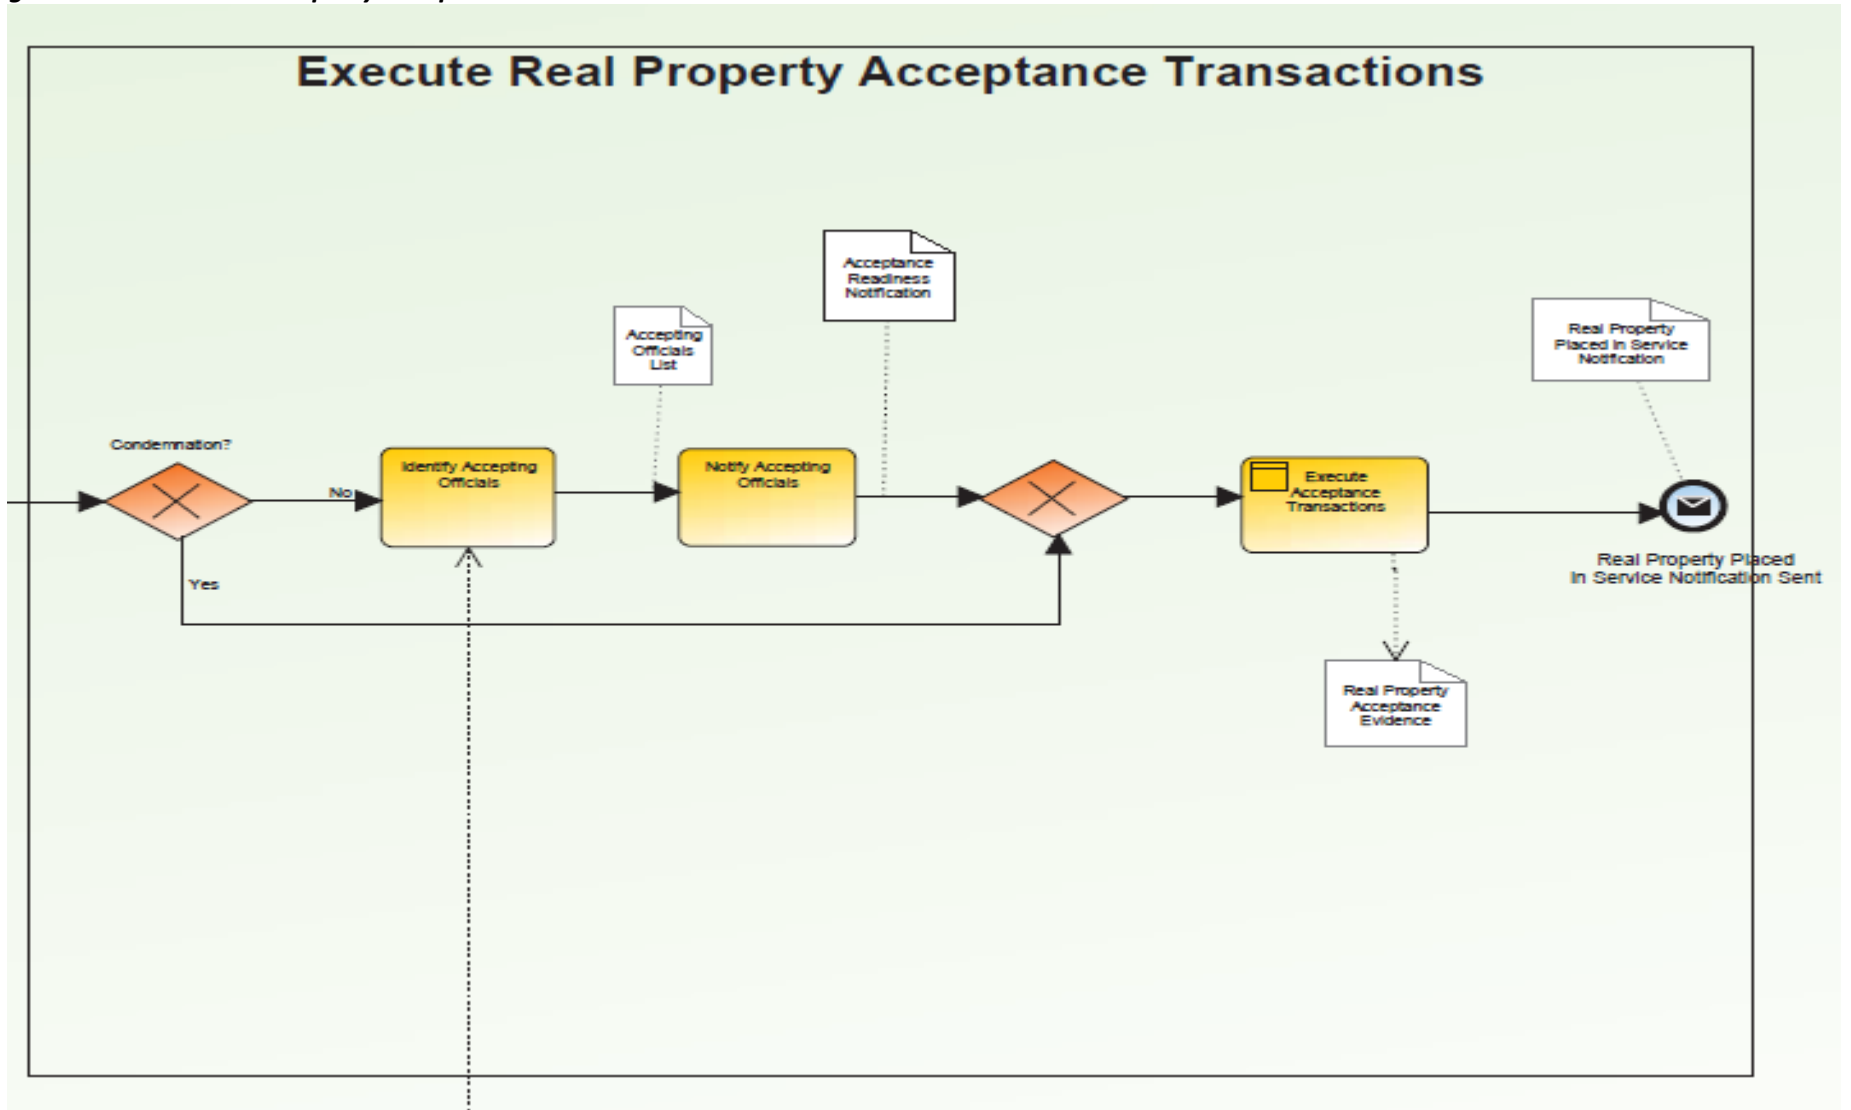 Execute Real Property Acceptance Transactions
Acceptance
Readiness
Notification
Accepting
Officials
List
Real Property
Placed In Service
Notification
Condemnation?
Identify Accepting
Officials
Notify Accepting
Officials
Execute
Acceptance
Transactions
No
Yes
Real Property Placed
In Service Notification Sent
Real Property
Acceptance
Evidence